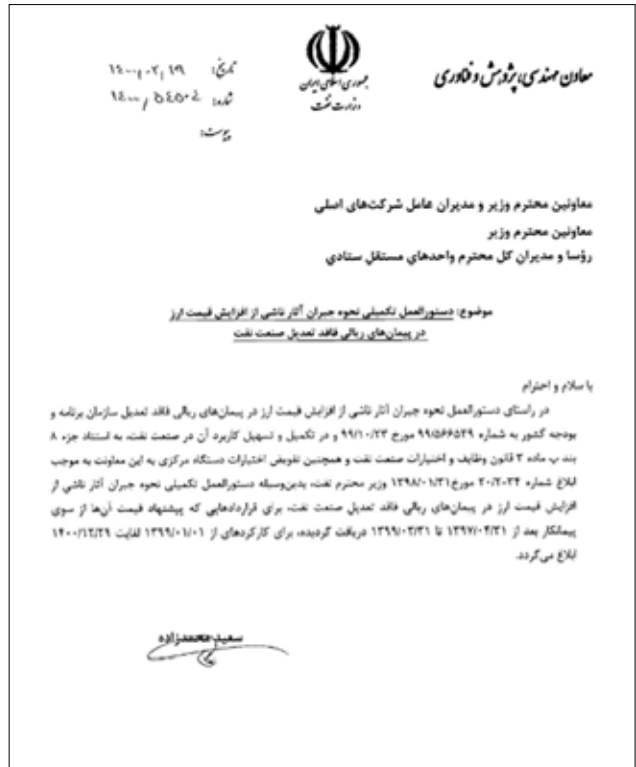 جمهوری اسلامی ایران
وزارت نفت
معاون مهندسی، پژوهش و فناوری
تاریخ: ۱۴۰۰٫۰۲٫۱۹
شماره: ۱۴۰۰٫۵۴۵۰۲
پیوست:
معاونین محترم وزیر و مدیران عامل شرکت‌های اصلی
معاونین محترم وزیر
رؤسا و مدیران کل محترم واحدهای مستقل ستادی
موضوع: دستورالعمل تکمیلی نحوه جبران آثار ناشی از افزایش قیمت ارز
در پیمان‌های ریالی فاقد تعدیل صنعت نفت
با سلام و احترام
در راستای دستورالعمل نحوه جبران آثار ناشی از افزایش قیمت ارز در پیمان‌های ریالی فاقد تعدیل سازمان برنامه و
بودجه کشور به شماره ۹۹/۵۶۶۵۳۹ مورخ ۹۹/۱۰/۲۳ و در تکمیل و تسهیل کاربرد آن در صنعت نفت، به استناد جزء ۸
بند ب ماده ۳ قانون وظایف و اختیارات صنعت نفت و همچنین تفویض اختیارات دستگاه مرکزی به این معاونت به موجب
ابلاغ شماره ۲۰/۲-۳۴ مورخ ۱۳۹۸/۰۱/۳۱ وزیر محترم نفت، بدین‌وسیله دستورالعمل تکمیلی نحوه جبران آثار ناشی از
افزایش قیمت ارز در پیمان‌های ریالی فاقد تعدیل صنعت نفت، برای قراردادهایی که پیشنهاد قیمت آن‌ها از سوی
پیمانکار بعد از ۱۳۹۷/۰۴/۳۱ تا ۱۳۹۹/۰۲/۳۱ دریافت گردیده، برای کارکردهای از ۱۳۹۹/۰۱/۰۱ لغایت ۱۴۰۰/۱۲/۲۹
ابلاغ می‌گردد.
سعید محمدزاده